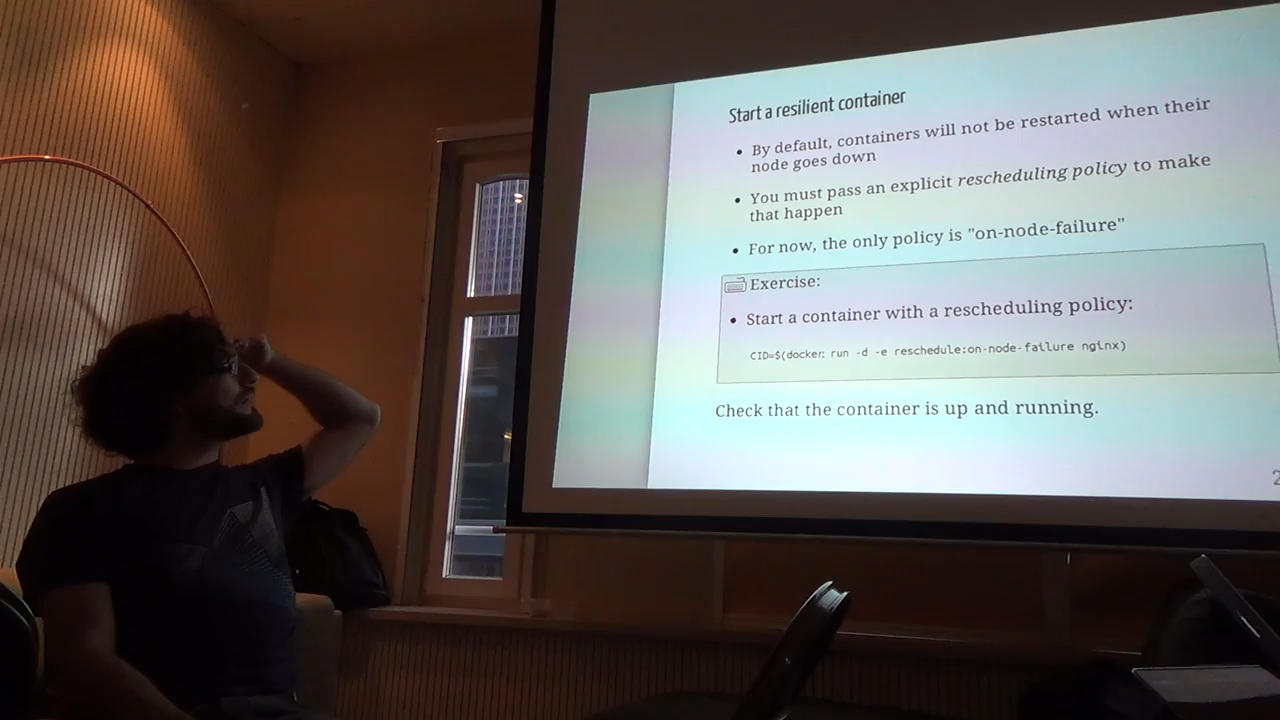 Start a resilient container
• By default, containers will not be restarted when their
node goes down
• You must pass an explicit rescheduling policy to make
that happen
• For now, the only policy is "on-node-failure"
Exercise:
• Start a container with a rescheduling policy:
CID=$(docker run -d -e reschedule:on-node-failure nginx)
Check that the container is up and running.
2